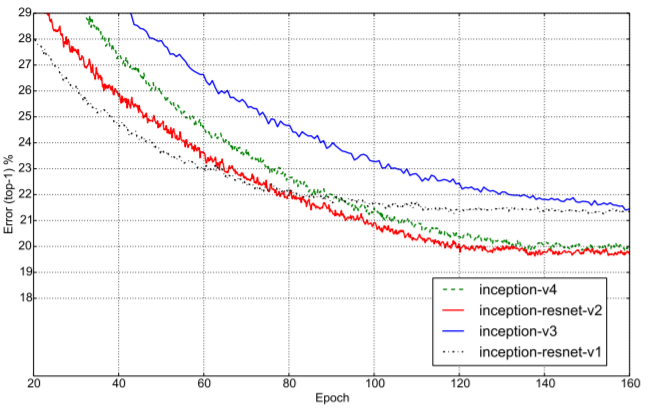 29
28
27
26
25
24
23
22
21
20
19
18
Error (top-1) %
inception-v4
inception-resnet-v2
inception-v3
inception-resnet-v1
20 40 60 80 100 120 140 160
Epoch